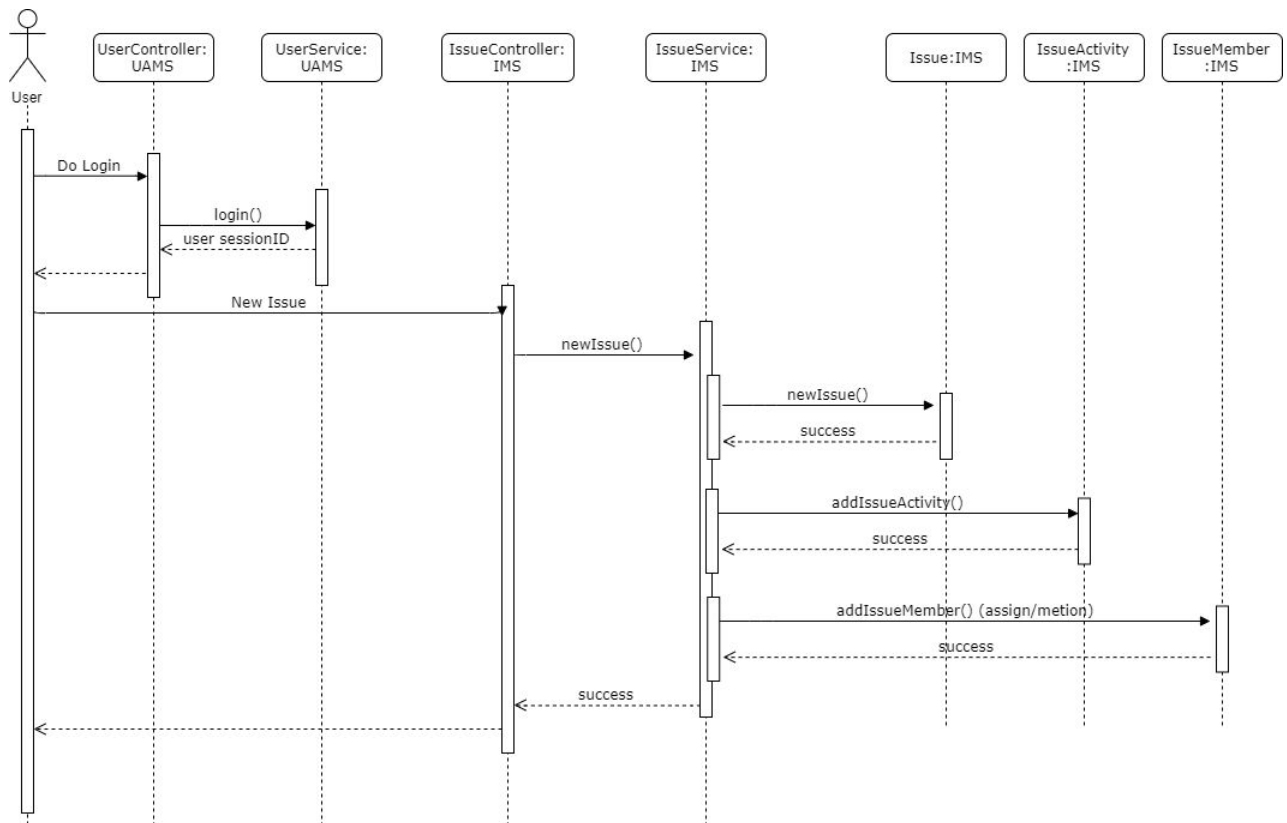 UserController:
UAMS
UserService:
UAMS
IssueController:
IMS
IssueService:
IMS
Issue:IMS
IssueActivity
:IMS
IssueMember
:IMS
User
Do Login
login()
user sessionID
New Issue
newIssue()
newIssue()
success
addIssueActivity()
success
addIssueMember() (assign/metion)
success
success